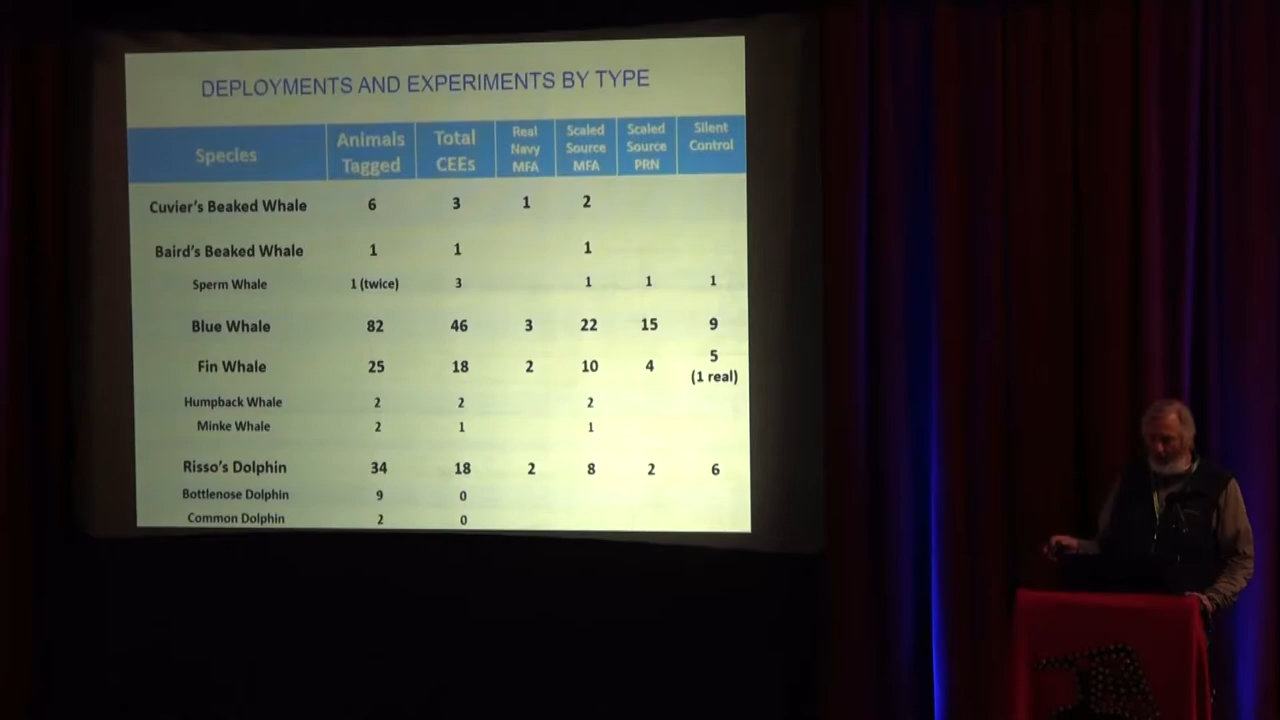 DEPLOYMENTS AND EXPERIMENTS BY TYPE
Species Animals Tagged Total CEEs Real Navy MFA Scaled Source MFA Scaled Source PRN Silent Control
Cuvier's Beaked Whale 6 3 1 2
Baird's Beaked Whale 1 1 1
Sperm Whale 1 (twice) 3 1 1 1
Blue Whale 82 46 3 22 15 9
Fin Whale 25 18 2 10 4 5 (1 real)
Humpback Whale 2 2 2
Minke Whale 2 1 1
Risso's Dolphin 34 18 2 8 2 6
Bottlenose Dolphin 9 0
Common Dolphin 2 0